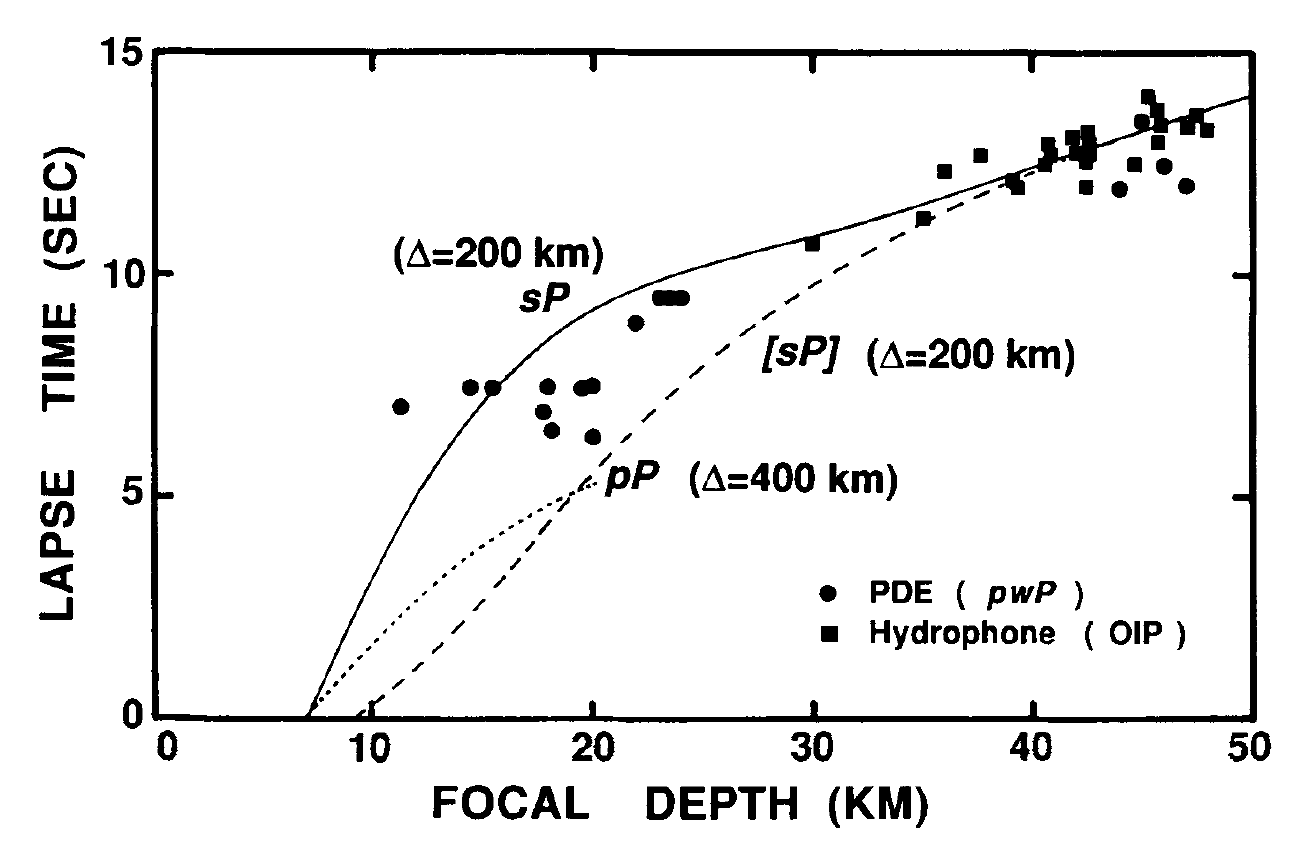 15
10
5
0
LAPSE TIME (SEC)
(Δ=200 km)
sP
[sP] (Δ=200 km)
pP (Δ=400 km)
PDE ( pwP )
Hydrophone ( OIP )
0 10 20 30 40 50
FOCAL DEPTH (KM)